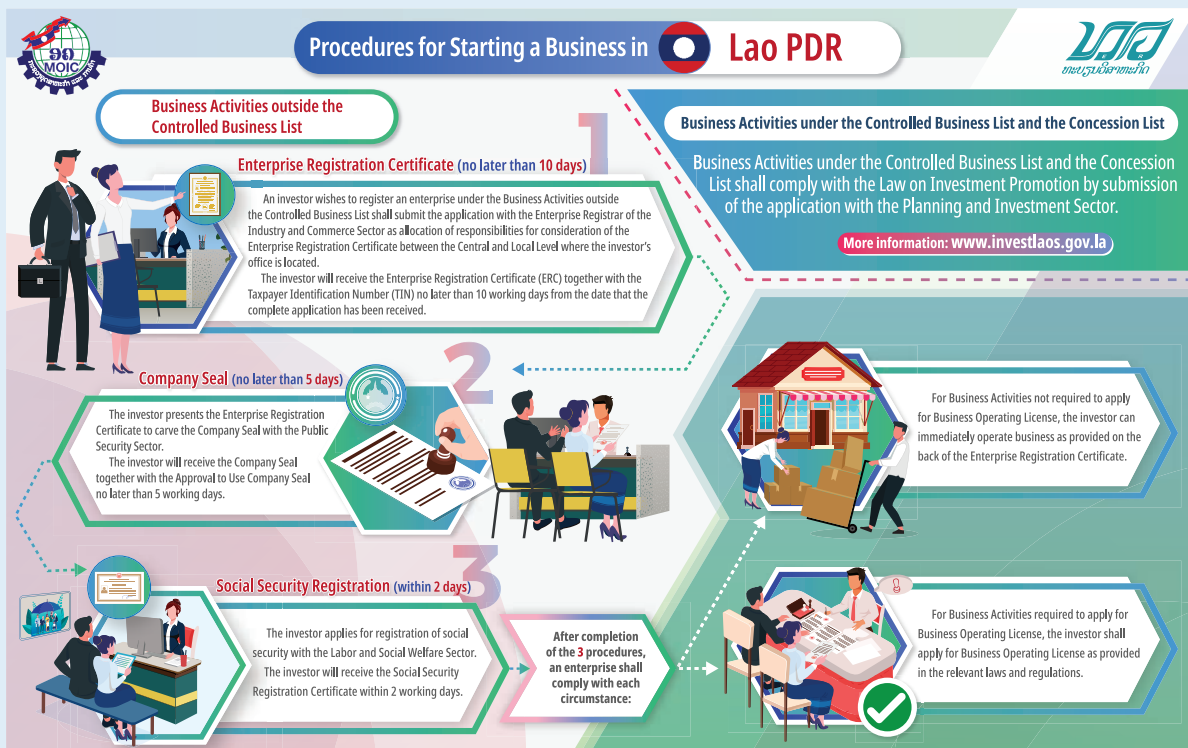 ອຄ
MOIC
Procedures for Starting a Business in Lao PDR
ທະບຽນວິສາຫະກິດ
Business Activities outside the
Controlled Business List
1
Enterprise Registration Certificate (no later than 10 days)
An investor wishes to register an enterprise under the Business Activities outside
the Controlled Business List shall submit the application with the Enterprise Registrar of the
Industry and Commerce Sector as allocation of responsibilities for consideration of the
Enterprise Registration Certificate between the Central and Local Level where the investor's
office is located.
The investor will receive the Enterprise Registration Certificate (ERC) together with the
Taxpayer Identification Number (TIN) no later than 10 working days from the date that the
complete application has been received.
Business Activities under the Controlled Business List and the Concession List
Business Activities under the Controlled Business List and the Concession
List shall comply with the Law on Investment Promotion by submission
of the application with the Planning and Investment Sector.
More information: www.investlaos.gov.la
2
Company Seal (no later than 5 days)
The investor presents the Enterprise Registration
Certificate to carve the Company Seal with the Public
Security Sector.
The investor will receive the Company Seal
together with the Approval to Use Company Seal
no later than 5 working days.
3
Social Security Registration (within 2 days)
The investor applies for registration of social
security with the Labor and Social Welfare Sector.
The investor will receive the Social Security
Registration Certificate within 2 working days.
After completion
of the 3 procedures,
an enterprise shall
comply with each
circumstance:
For Business Activities not required to apply
for Business Operating License, the investor can
immediately operate business as provided on the
back of the Enterprise Registration Certificate.
For Business Activities required to apply for
Business Operating License, the investor shall
apply for Business Operating License as provided
in the relevant laws and regulations.